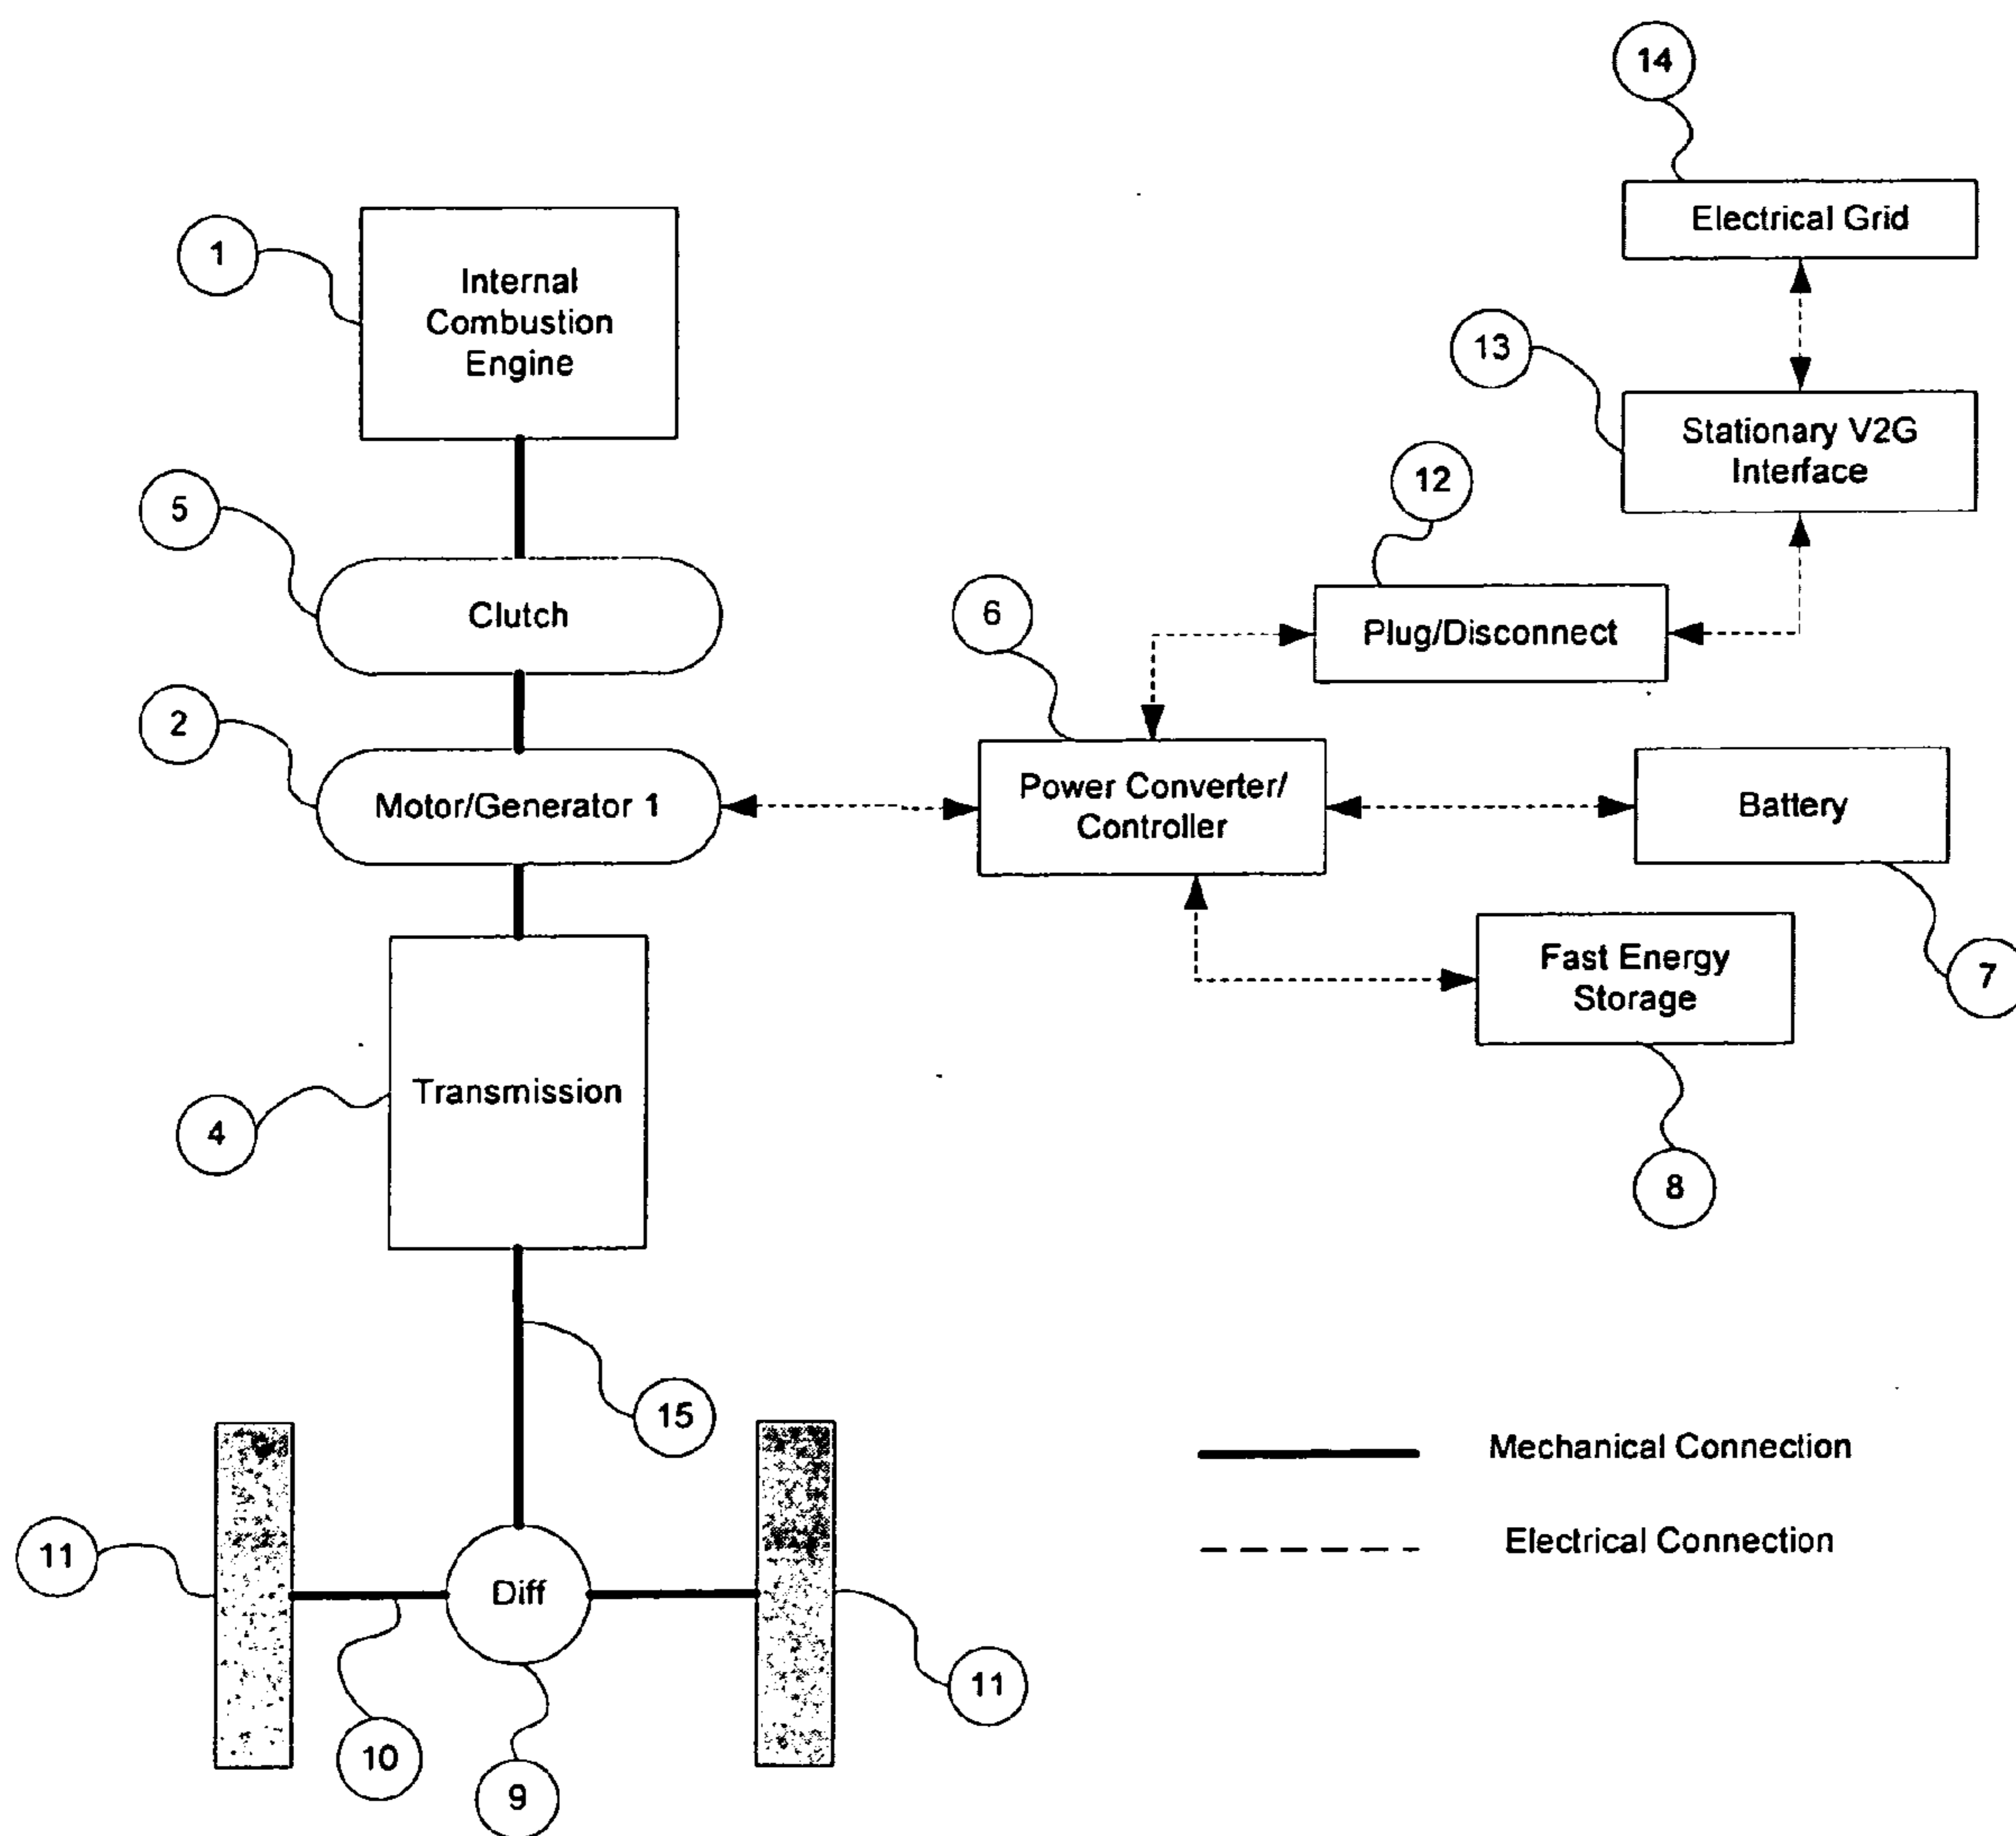 14
Electrical Grid
1
Internal
Combustion
Engine
13
Stationary V2G
Interface
12
5
Clutch
6
Plug/Disconnect
2
Motor/Generator 1
Power Converter/
Controller
Battery
Fast Energy
Storage
7
4
Transmission
8
15
Mechanical Connection
Electrical Connection
11
Diff
11
10
9